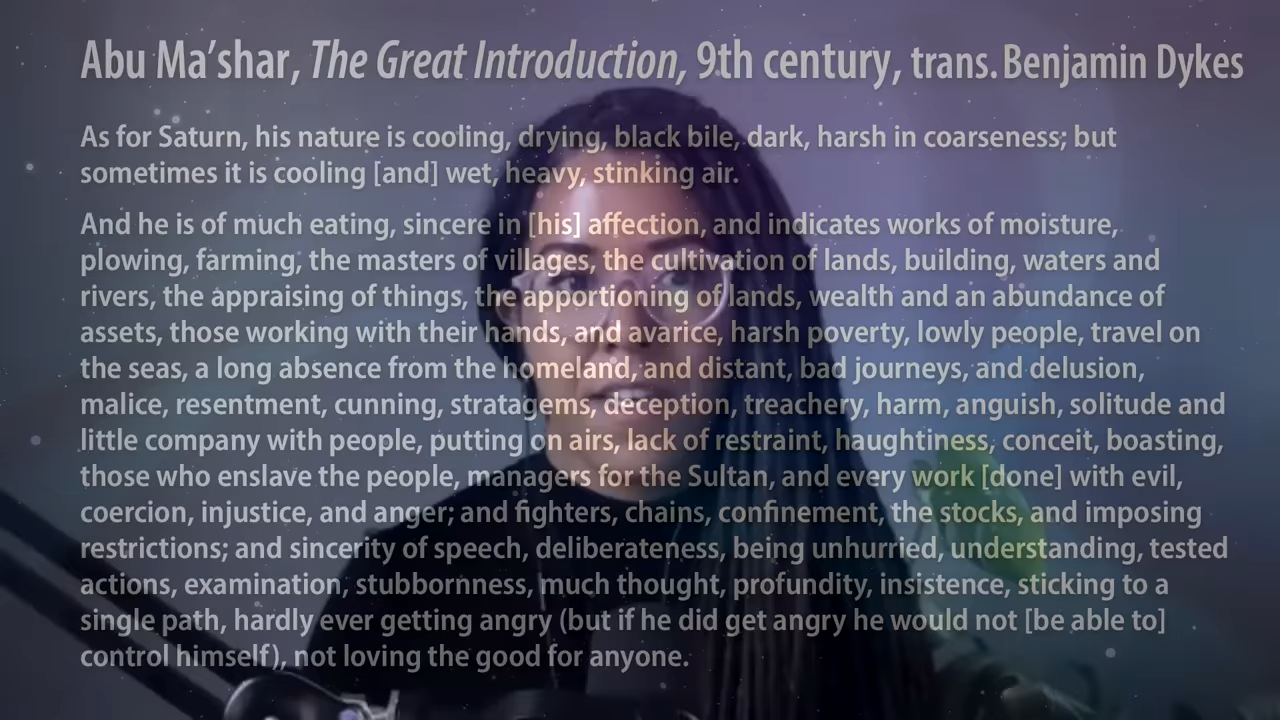 Abu Ma’shar, The Great Introduction, 9th century, trans. Benjamin Dykes
As for Saturn, his nature is cooling, drying, black bile, dark, harsh in coarseness; but
sometimes it is cooling [and] wet, heavy, stinking air.
And he is of much eating, sincere in [his] affection, and indicates works of moisture,
plowing, farming, the masters of villages, the cultivation of lands, building, waters and
rivers, the appraising of things, the apportioning of lands, wealth and an abundance of
assets, those working with their hands, and avarice, harsh poverty, lowly people, travel on
the seas, a long absence from the homeland, and distant, bad journeys, and delusion,
malice, resentment, cunning, stratagems, deception, treachery, harm, anguish, solitude and
little company with people, putting on airs, lack of restraint, haughtiness, conceit, boasting,
those who enslave the people, managers for the Sultan, and every work [done] with evil,
coercion, injustice, and anger; and fighters, chains, confinement, the stocks, and imposing
restrictions; and sincerity of speech, deliberateness, being unhurried, understanding, tested
actions, examination, stubbornness, much thought, profundity, insistence, sticking to a
single path, hardly ever getting angry (but if he did get angry he would not [be able to]
control himself), not loving the good for anyone.